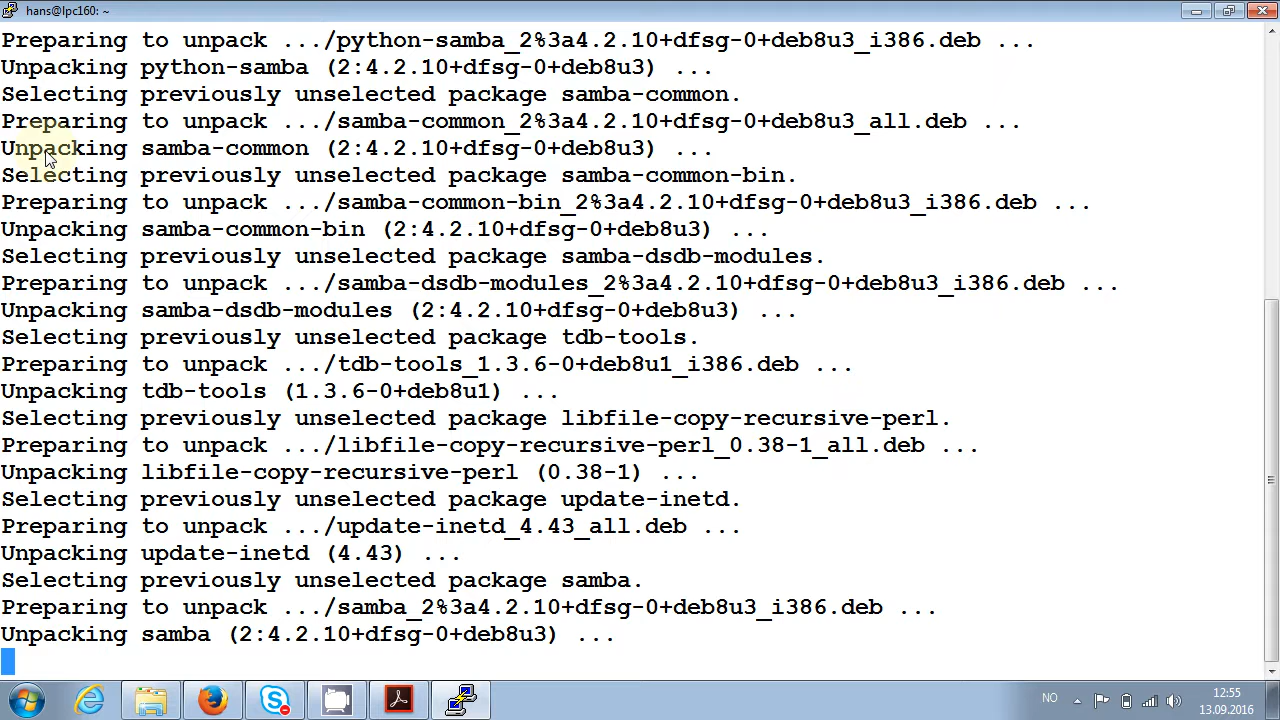 hans@lpc160: ~
Preparing to unpack .../python-samba_2%3a4.2.10+dfsg-0+deb8u3_i386.deb ...
Unpacking python-samba (2:4.2.10+dfsg-0+deb8u3) ...
Selecting previously unselected package samba-common.
Preparing to unpack .../samba-common_2%3a4.2.10+dfsg-0+deb8u3_all.deb ...
Unpacking samba-common (2:4.2.10+dfsg-0+deb8u3) ...
Selecting previously unselected package samba-common-bin.
Preparing to unpack .../samba-common-bin_2%3a4.2.10+dfsg-0+deb8u3_i386.deb ...
Unpacking samba-common-bin (2:4.2.10+dfsg-0+deb8u3) ...
Selecting previously unselected package samba-dsdb-modules.
Preparing to unpack .../samba-dsdb-modules_2%3a4.2.10+dfsg-0+deb8u3_i386.deb ...
Unpacking samba-dsdb-modules (2:4.2.10+dfsg-0+deb8u3) ...
Selecting previously unselected package tdb-tools.
Preparing to unpack .../tdb-tools_1.3.6-0+deb8u1_i386.deb ...
Unpacking tdb-tools (1.3.6-0+deb8u1) ...
Selecting previously unselected package libfile-copy-recursive-perl.
Preparing to unpack .../libfile-copy-recursive-perl_0.38-1_all.deb ...
Unpacking libfile-copy-recursive-perl (0.38-1) ...
Selecting previously unselected package update-inetd.
Preparing to unpack .../update-inetd_4.43_all.deb ...
Unpacking update-inetd (4.43) ...
Selecting previously unselected package samba.
Preparing to unpack .../samba_2%3a4.2.10+dfsg-0+deb8u3_i386.deb ...
Unpacking samba (2:4.2.10+dfsg-0+deb8u3) ...
NO
12:55
13.09.2016